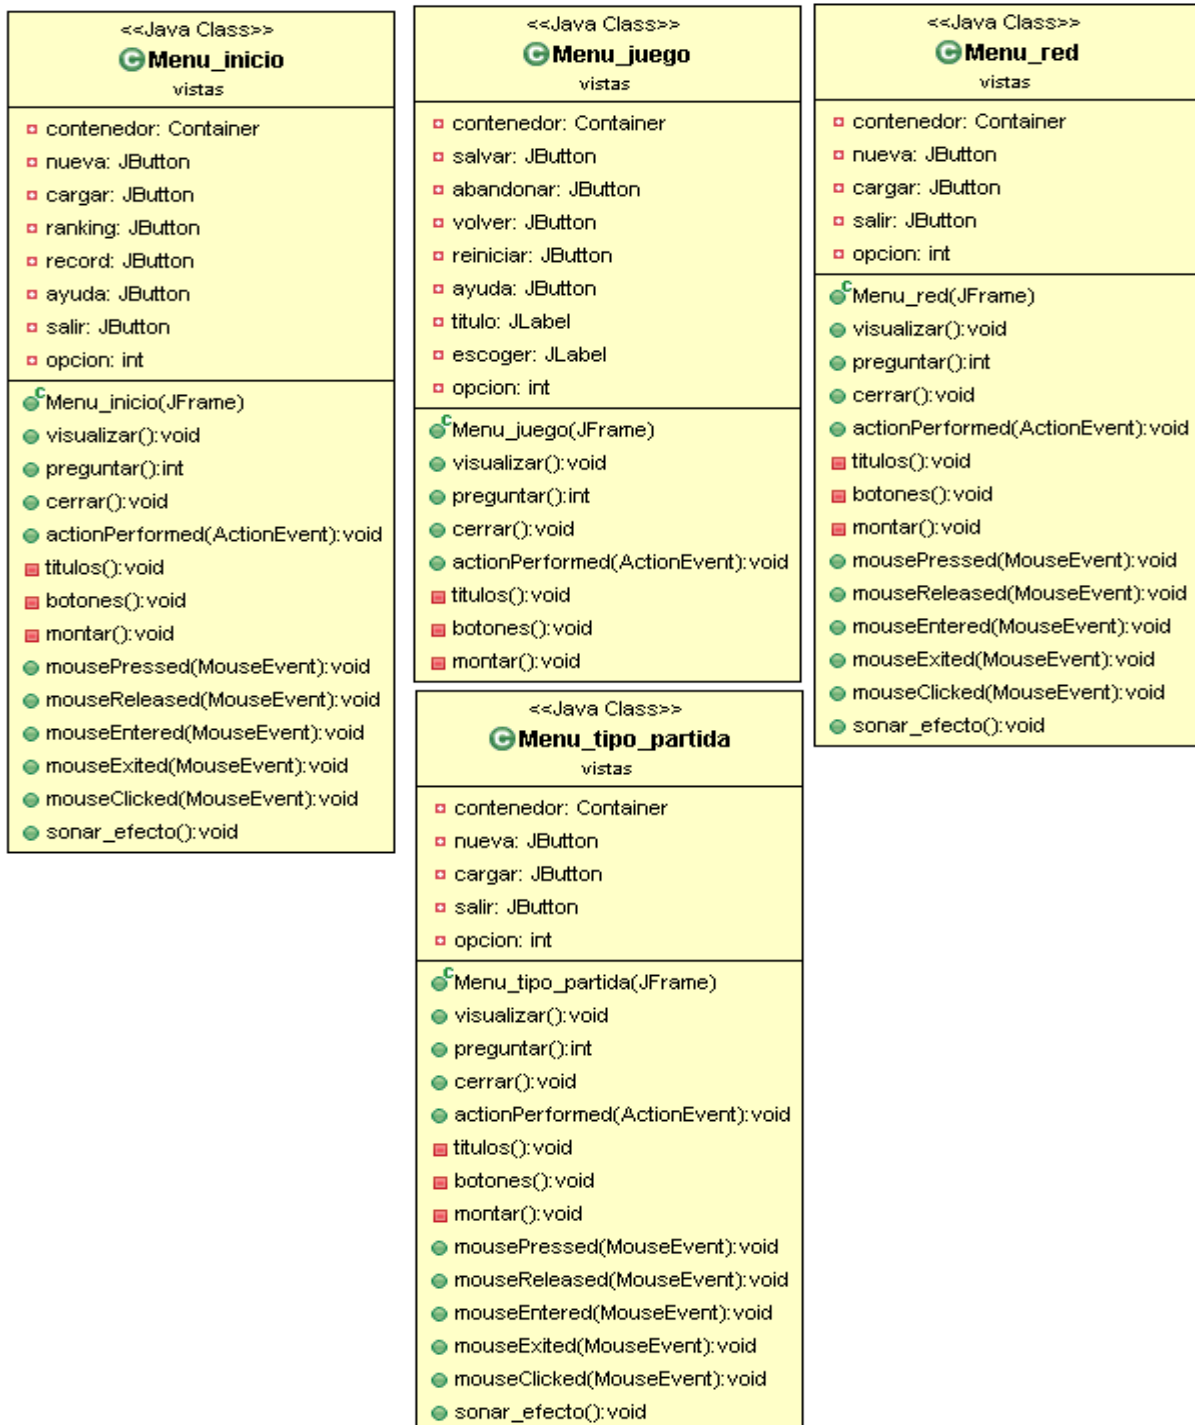 <<Java Class>>
Menu_inicio
vistas
contenedor: Container
nueva: JButton
cargar: JButton
ranking: JButton
record: JButton
ayuda: JButton
salir: JButton
opcion: int
Menu_inicio(JFrame)
visualizar():void
preguntar():int
cerrar():void
actionPerformed(ActionEvent):void
titulos():void
botones():void
montar():void
mousePressed(MouseEvent):void
mouseReleased(MouseEvent):void
mouseEntered(MouseEvent):void
mouseExited(MouseEvent):void
mouseClicked(MouseEvent):void
sonar_efecto():void
<<Java Class>>
Menu_juego
vistas
contenedor: Container
salvar: JButton
abandonar: JButton
volver: JButton
reiniciar: JButton
ayuda: JButton
titulo: JLabel
escoger: JLabel
opcion: int
Menu_juego(JFrame)
visualizar():void
preguntar():int
cerrar():void
actionPerformed(ActionEvent):void
titulos():void
botones():void
montar():void
<<Java Class>>
Menu_red
vistas
contenedor: Container
nueva: JButton
cargar: JButton
salir: JButton
opcion: int
Menu_red(JFrame)
visualizar():void
preguntar():int
cerrar():void
actionPerformed(ActionEvent):void
titulos():void
botones():void
montar():void
mousePressed(MouseEvent):void
mouseReleased(MouseEvent):void
mouseEntered(MouseEvent):void
mouseExited(MouseEvent):void
mouseClicked(MouseEvent):void
sonar_efecto():void
<<Java Class>>
Menu_tipo_partida
vistas
contenedor: Container
nueva: JButton
cargar: JButton
salir: JButton
opcion: int
Menu_tipo_partida(JFrame)
visualizar():void
preguntar():int
cerrar():void
actionPerformed(ActionEvent):void
titulos():void
botones():void
montar():void
mousePressed(MouseEvent):void
mouseReleased(MouseEvent):void
mouseEntered(MouseEvent):void
mouseExited(MouseEvent):void
mouseClicked(MouseEvent):void
sonar_efecto():void